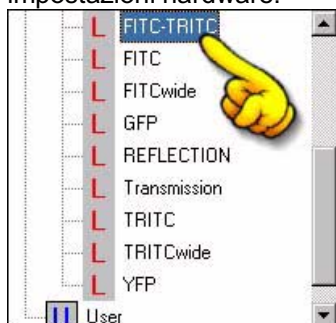 impostazioni hardware.
L FITC-TRITC
L FITC
L FITCwide
L GFP
L REFLECTION
L Transmission
L TRITC
L TRITCwide
L YFP
U User